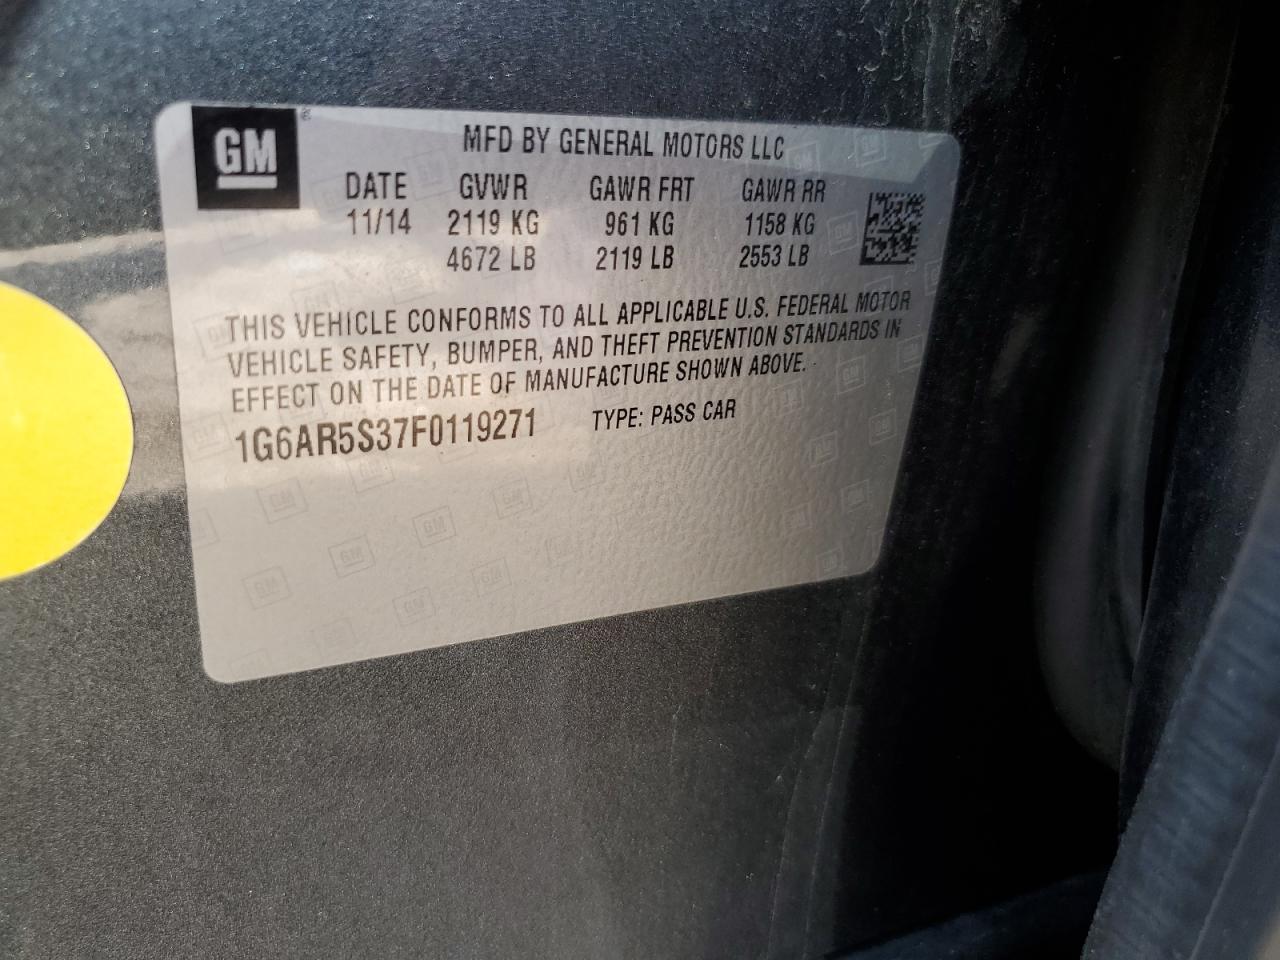 GM
MFD BY GENERAL MOTORS LLC
DATE GVWR GAWR FRT GAWR RR
11/14 2119 KG 961 KG 1158 KG
4672 LB 2119 LB 2553 LB
THIS VEHICLE CONFORMS TO ALL APPLICABLE U.S. FEDERAL MOTOR
VEHICLE SAFETY, BUMPER, AND THEFT PREVENTION STANDARDS IN
EFFECT ON THE DATE OF MANUFACTURE SHOWN ABOVE.
1G6AR5S37F0119271 TYPE: PASS CAR